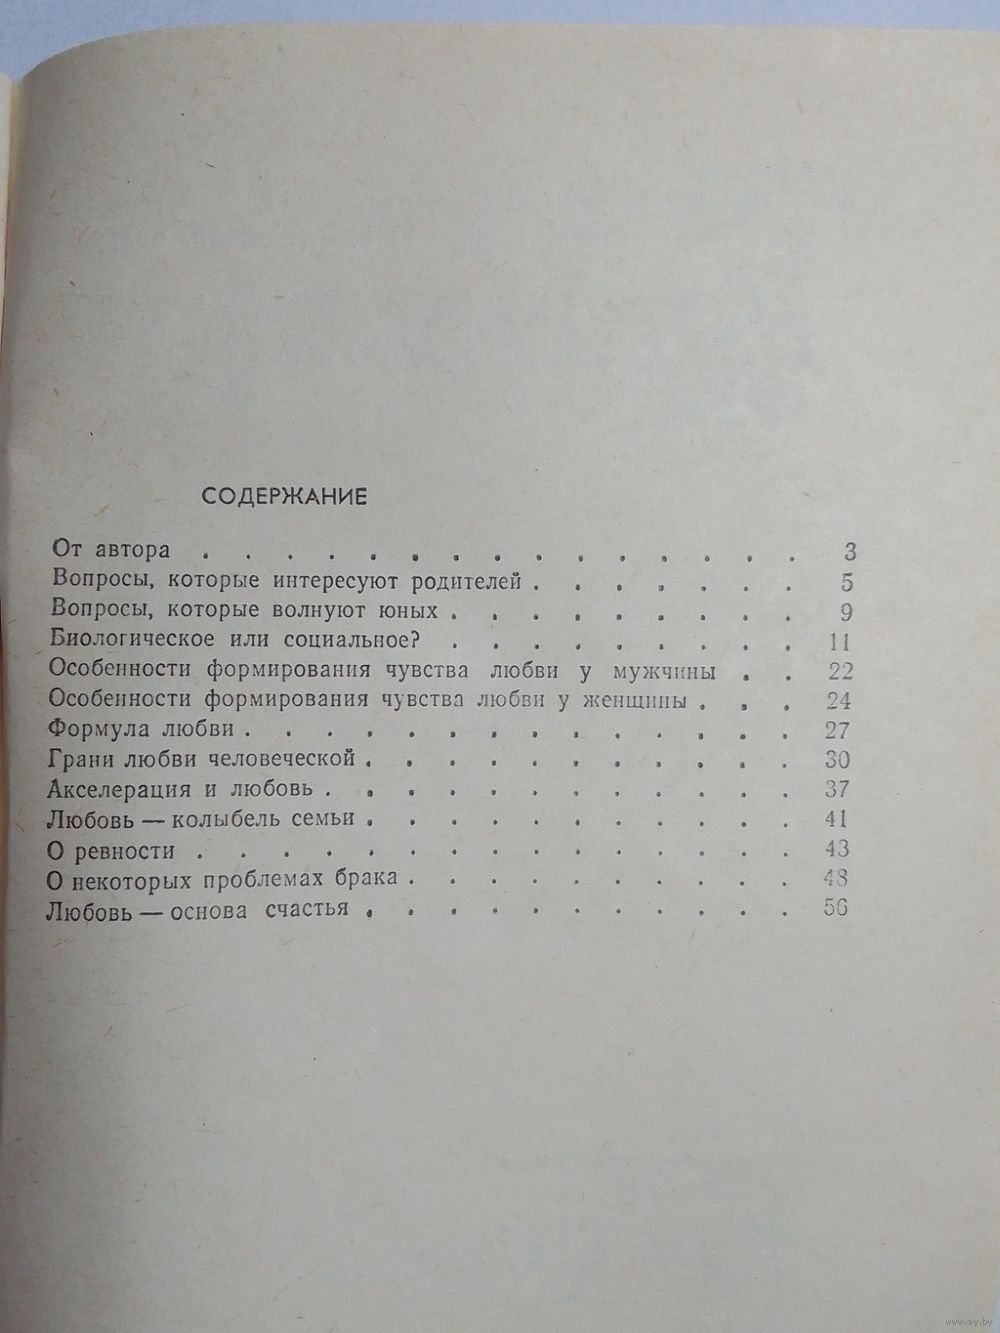 СОДЕРЖАНИЕ
От автора . . . . . . . . . . . . . . . 3
Вопросы, которые интересуют родителей . . . . . . . 5
Вопросы, которые волнуют юных . . . . . . . . . 9
Биологическое или социальное? . . . . . . . . . 11
Особенности формирования чувства любви у мужчины . . 22
Особенности формирования чувства любви у женщины . . . 24
Формула любви . . . . . . . . . . . . . . 27
Грани любви человеческой . . . . . . . . . . . 30
Акселерация и любовь . . . . . . . . . . . . 37
Любовь — колыбель семьи . . . . . . . . . . . 41
О ревности . . . . . . . . . . . . . . . 43
О некоторых проблемах брака . . . . . . . . . . 48
Любовь — основа счастья . . . . . . . . . . . 56
www.ay.by